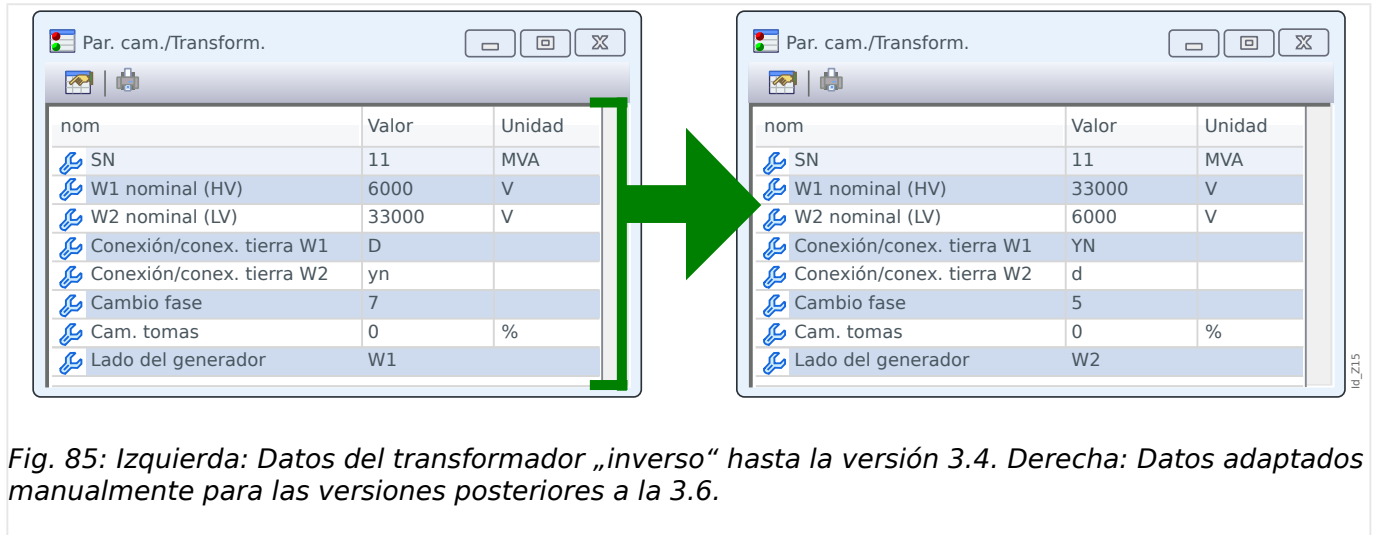 Par. cam./Transform.
nom Valor Unidad
SN 11 MVA
W1 nominal (HV) 6000 V
W2 nominal (LV) 33000 V
Conexión/conex. tierra W1 D
Conexión/conex. tierra W2 yn
Cambio fase 7
Cam. tomas 0 %
Lado del generador W1
Par. cam./Transform.
nom Valor Unidad
SN 11 MVA
W1 nominal (HV) 33000 V
W2 nominal (LV) 6000 V
Conexión/conex. tierra W1 YN
Conexión/conex. tierra W2 d
Cambio fase 5
Cam. tomas 0 %
Lado del generador W2
Id_Z15
Fig. 85: Izquierda: Datos del transformador „inverso“ hasta la versión 3.4. Derecha: Datos adaptados
manualmente para las versiones posteriores a la 3.6.